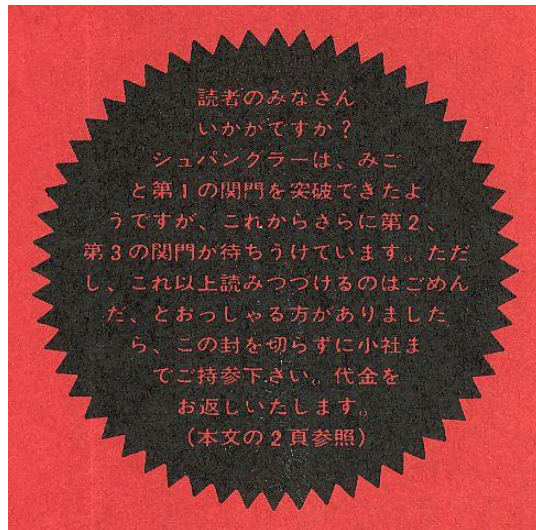 読者のみなさん
いかがですか？
シュパングラーは、みご
と第1の関門を突破できたよ
うですが、これからさらに第2、
第3の関門が待ちうけています。ただ
し、これ以上読みつづけるのはごめん
だ、とおっしゃる方がありました
ら、この封を切らずに小社ま
でご持参下さい。代金を
お返しいたします。
(本文の2頁参照)